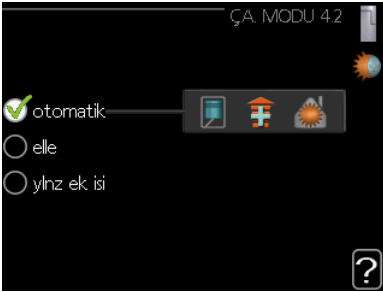 ÇA. MODU 4.2
otomatik
elle
ylnz ek isi
?